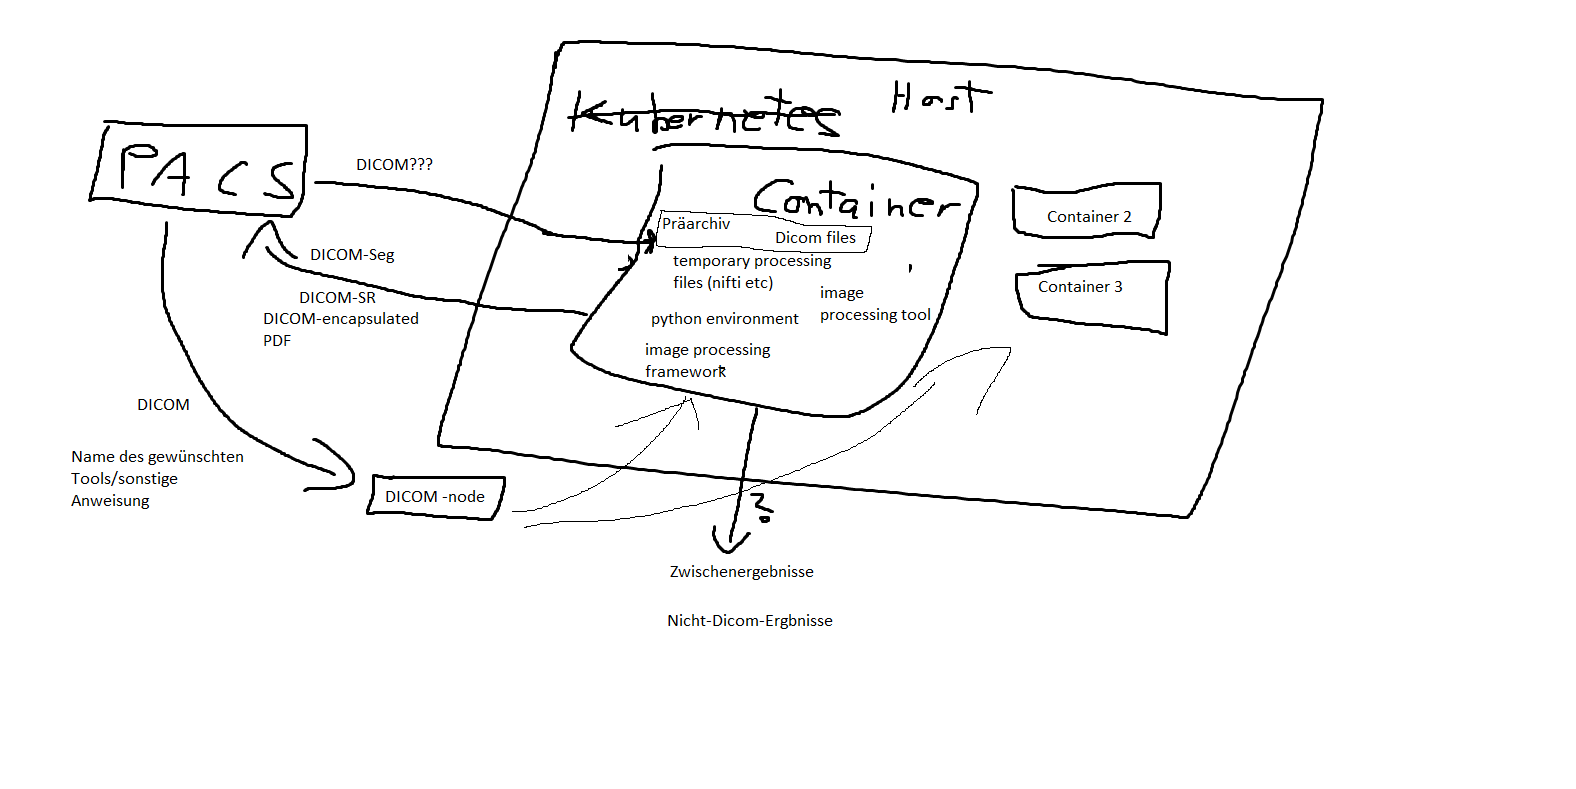 Kubernetes
Host
PACS
DICOM???
Container
Container 2
Präarchiv
Dicom files
DICOM-Seg
temporary processing
files (nifti etc)
Container 3
image
processing tool
DICOM-SR
DICOM-encapsulated
PDF
python environment
image processing
framework
DICOM
Name des gewünschten
Tools/sonstige
Anweisung
DICOM -node
?
Zwischenergebnisse
Nicht-Dicom-Ergbnisse